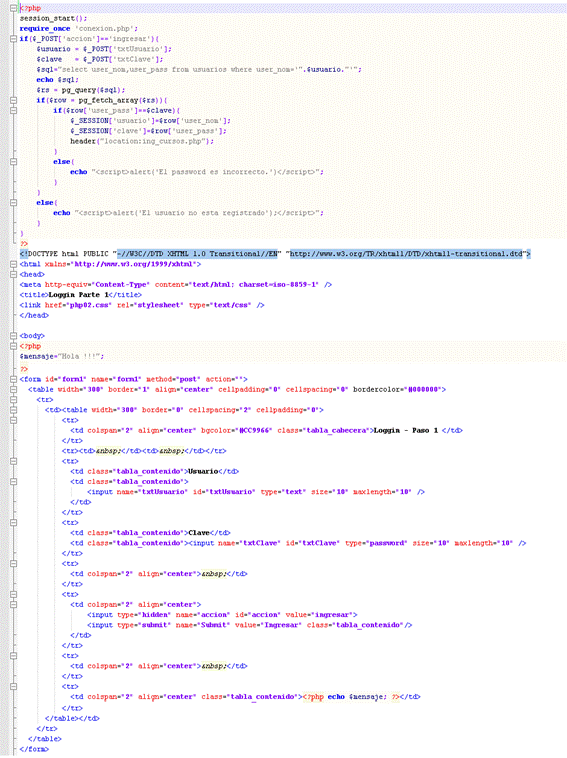 <?php
session_start();
require_once 'conexion.php';
if($_POST['accion']=='ingresar'){
$usuario = $_POST['txtUsuario'];
$clave = $_POST['txtClave'];
$sql="select user_nom,user_pass from usuarios where user_nom='".$usuario."'";
echo $sql;
$rs = pg_query($sql);
if($row = pg_fetch_array($rs)){
if($row['user_pass']==$clave){
$_SESSION['usuario']=$row['user_nom'];
$_SESSION['clave']=$row['user_pass'];
header("location:ing_cursos.php");
}
else{
echo "<script>alert('El password es incorrecto.')</script>";
}
}
else{
echo "<script>alert('El usuario no esta registrado');</script>";
}
}
?>
<!DOCTYPE html PUBLIC "-//W3C//DTD XHTML 1.0 Transitional//EN" "http://www.w3.org/TR/xhtml1/DTD/xhtml1-transitional.dtd">
<html xmlns="http://www.w3.org/1999/xhtml">
<head>
<meta http-equiv="Content-Type" content="text/html; charset=iso-8859-1" />
<title>Loggin Parte 1</title>
<link href="php02.css" rel="stylesheet" type="text/css" />
</head>
<body>
<?php
$mensaje="Hola !!!";
?>
<form id="form1" name="form1" method="post" action="">
<table width="300" border="1" align="center" cellpadding="0" cellspacing="0" bordercolor="#000000">
<tr>
<td><table width="300" border="0" cellspacing="2" cellpadding="0">
<tr>
<td colspan="2" align="center" bgcolor="#CC9966" class="tabla_cabecera">Loggin - Paso 1 </td>
</tr>
<tr><td>&nbsp;</td><td>&nbsp;</td></tr>
<tr>
<td class="tabla_contenido">Usuario</td>
<td class="tabla_contenido">
<input name="txtUsuario" id="txtUsuario" type="text" size="10" maxlength="10" />
</td>
</tr>
<tr>
<td class="tabla_contenido">Clave</td>
<td class="tabla_contenido"><input name="txtClave" id="txtClave" type="password" size="10" maxlength="10" />
</tr>
<tr>
<td colspan="2" align="center">&nbsp;</td>
</tr>
<tr>
<td colspan="2" align="center">
<input type="hidden" name="accion" id="accion" value="ingresar">
<input type="submit" name="Submit" value="Ingresar" class="tabla_contenido"/>
</td>
</tr>
<tr>
<td colspan="2" align="center">&nbsp;</td>
</tr>
<tr>
<td colspan="2" align="center" class="tabla_contenido"><?php echo $mensaje; ?></td>
</tr>
</table></td>
</tr>
</table>
</form>